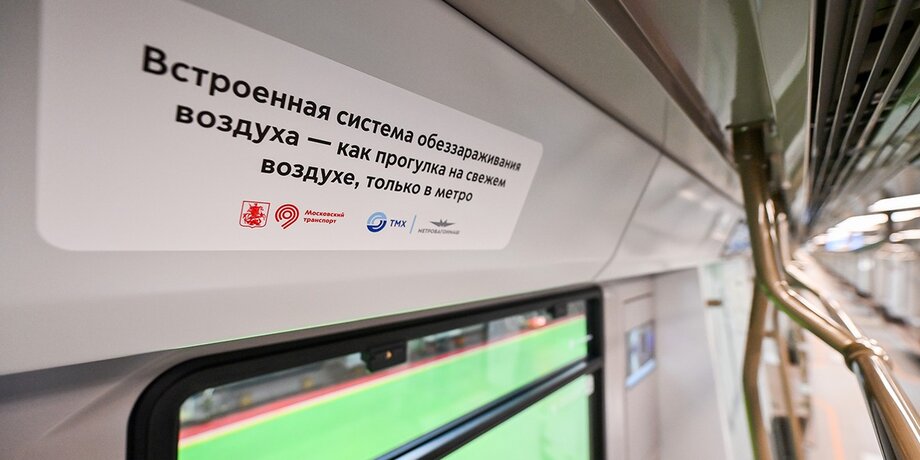 Встроенная система обеззараживания
воздуха — как прогулка на свежем
воздухе, только в метро
Московский
транспорт
ТМХ
МЕТРОВАГОНМАШ